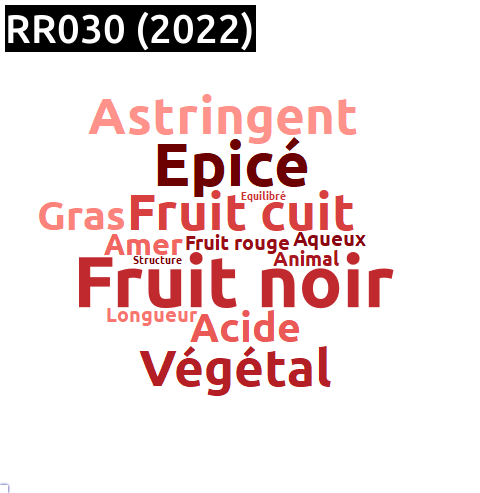 RR030 (2022)
Astringent
Epicé
Equilibré
Fruit cuit
Gras
Amer
Fruit rouge
Aqueux
Structure
Animal
Fruit noir
Longueur
Acide
Végétal